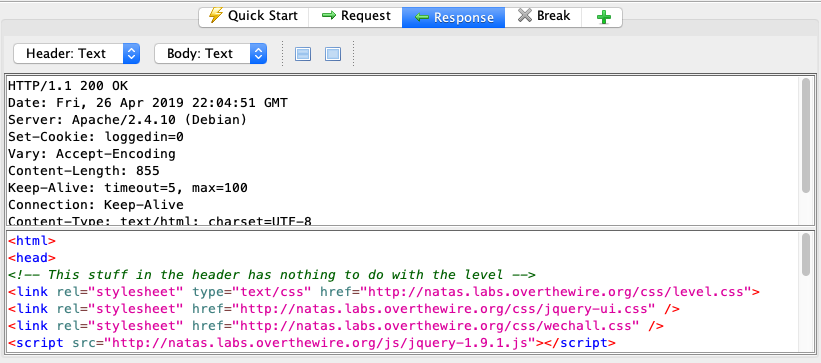 Quick Start Request Response Break
Header: Text Body: Text
HTTP/1.1 200 OK
Date: Fri, 26 Apr 2019 22:04:51 GMT
Server: Apache/2.4.10 (Debian)
Set-Cookie: loggedin=0
Vary: Accept-Encoding
Content-Length: 855
Keep-Alive: timeout=5, max=100
Connection: Keep-Alive
Content-Type: text/html; charset=UTF-8
<html>
<head>
<!-- This stuff in the header has nothing to do with the level -->
<link rel="stylesheet" type="text/css" href="http://natas.labs.overthewire.org/css/level.css">
<link rel="stylesheet" href="http://natas.labs.overthewire.org/css/jquery-ui.css" />
<link rel="stylesheet" href="http://natas.labs.overthewire.org/css/wechall.css" />
<script src="http://natas.labs.overthewire.org/js/jquery-1.9.1.js"></script>